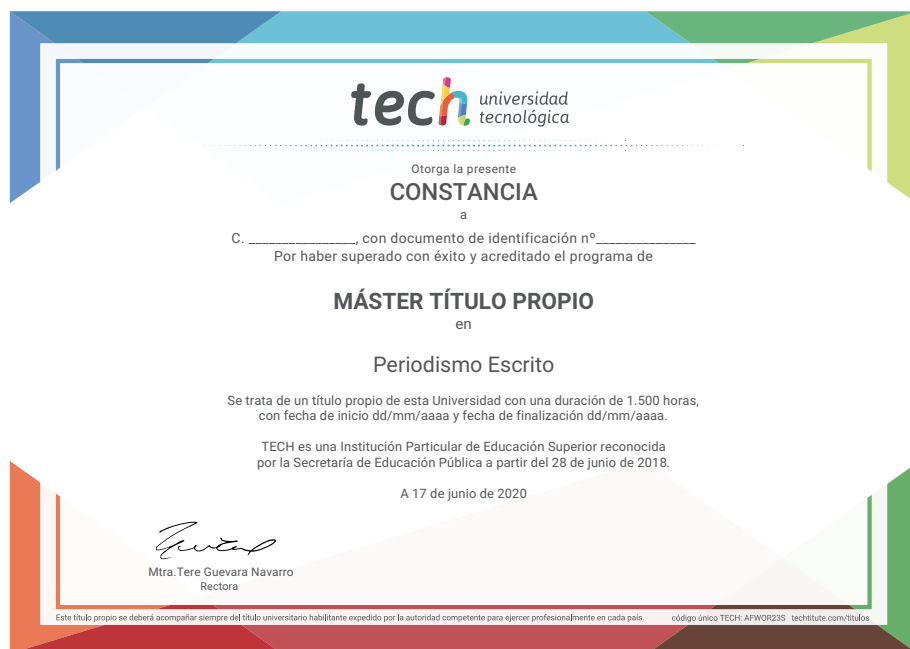 tech universidad
tecnológica
Otorga la presente
CONSTANCIA
a
C. ________________, con documento de identificación nº_______________
Por haber superado con éxito y acreditado el programa de
MÁSTER TÍTULO PROPIO
en
Periodismo Escrito
Se trata de un título propio de esta Universidad con una duración de 1.500 horas,
con fecha de inicio dd/mm/aaaa y fecha de finalización dd/mm/aaaa.
TECH es una Institución Particular de Educación Superior reconocida
por la Secretaría de Educación Pública a partir del 28 de junio de 2018.
A 17 de junio de 2020
Mtra.Tere Guevara Navarro
Rectora
Este título propio se deberá acompañar siempre del título universitario habilitante expedido por la autoridad competente para ejercer profesionalmente en cada país. código único TECH: AFWOR23S techtitute.com/titulos